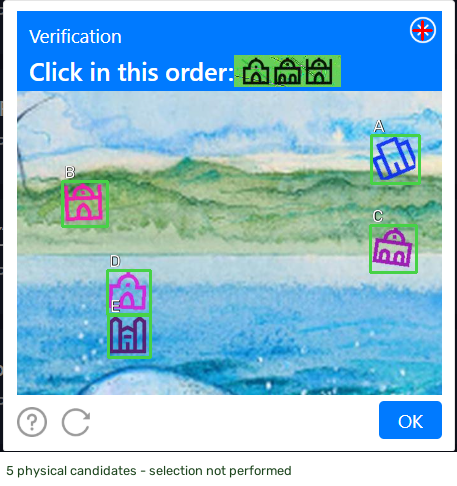 Verification
Click in this order:
A
B
C
D
E
OK
5 physical candidates - selection not performed